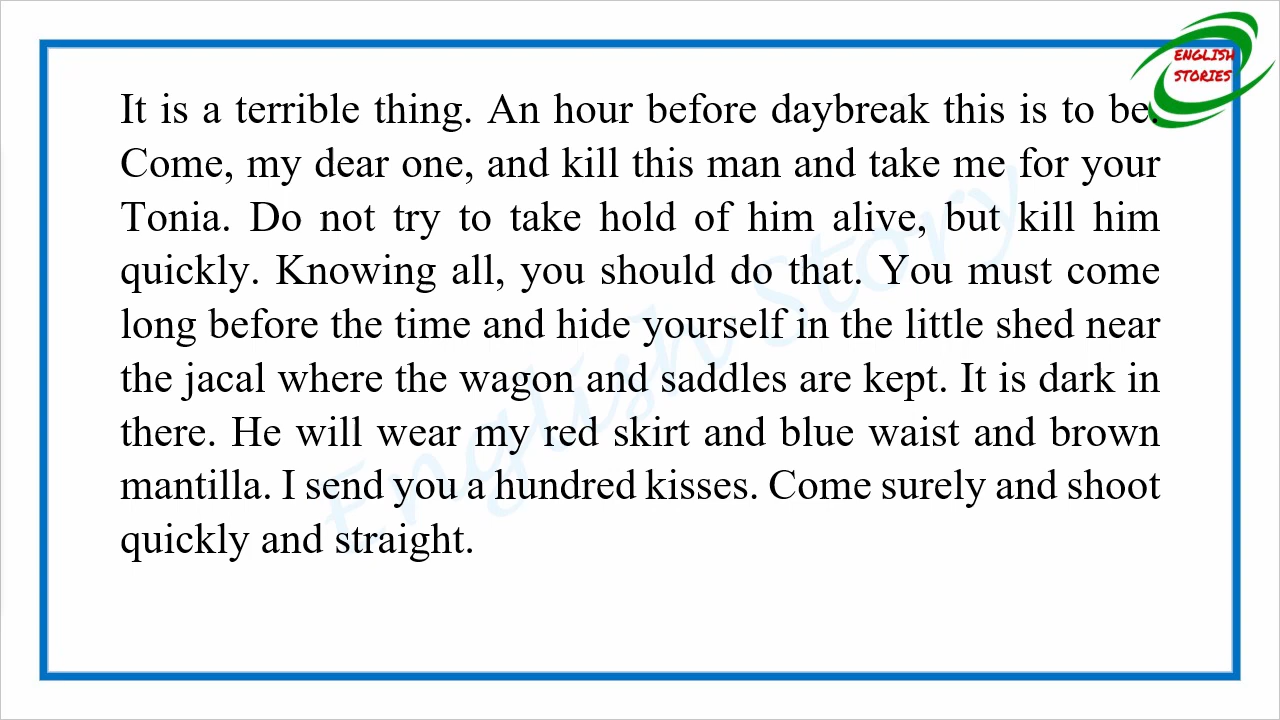 ENGLISH
STORIES
It is a terrible thing. An hour before daybreak this is to be.
Come, my dear one, and kill this man and take me for your
Tonia. Do not try to take hold of him alive, but kill him
quickly. Knowing all, you should do that. You must come
long before the time and hide yourself in the little shed near
the jacal where the wagon and saddles are kept. It is dark in
there. He will wear my red skirt and blue waist and brown
mantilla. I send you a hundred kisses. Come surely and shoot
quickly and straight.
English Story